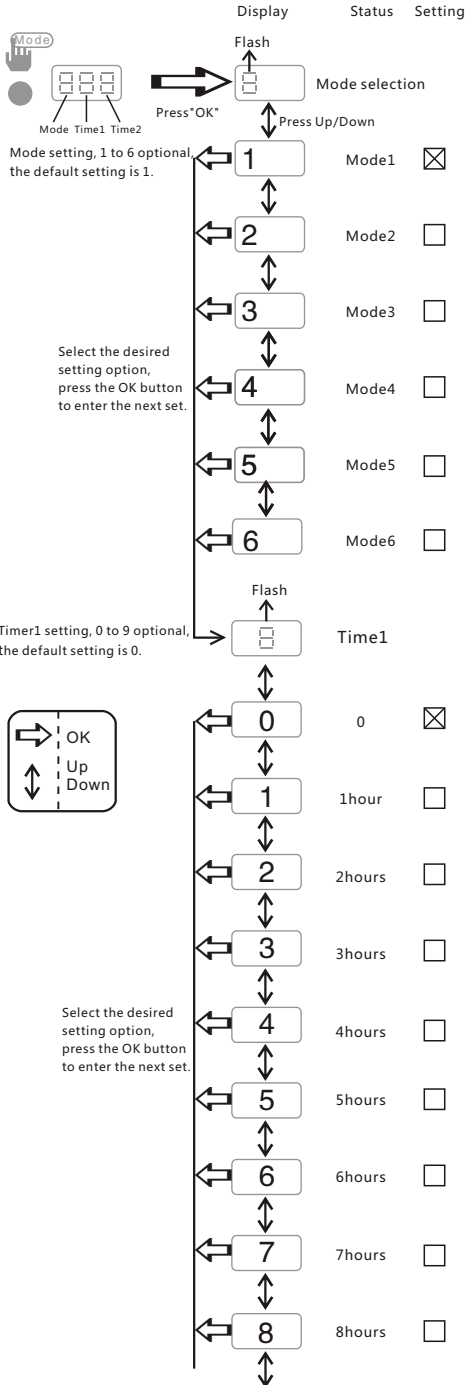 Display Status Setting
Mode
Flash
Mode selection
Press"OK"
Press Up/Down
Mode Time1 Time2
Mode setting, 1 to 6 optional,
the default setting is 1.
1 Mode1
2 Mode2
3 Mode3
Select the desired
setting option,
press the OK button
to enter the next set.
4 Mode4
5 Mode5
6 Mode6
Flash
Timer1 setting, 0 to 9 optional,
the default setting is 0.
Time1
0 0
OK
Up
Down
1 1hour
2 2hours
3 3hours
Select the desired
setting option,
press the OK button
to enter the next set.
4 4hours
5 5hours
6 6hours
7 7hours
8 8hours